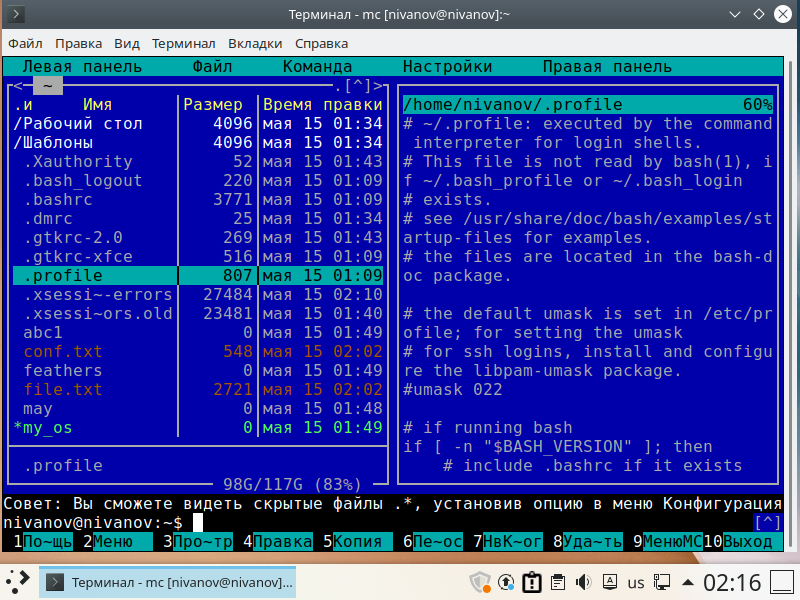 Терминал - mc [nivanov@nivanov]:~
Файл Правка Вид Терминал Вкладки Справка
Левая панель Файл Команда Настройки Правая панель
<─ ~ .[^]>
.и Имя Размер Время правки
/Рабочий стол 4096 мая 15 01:34
/Шаблоны 4096 мая 15 01:34
.Xauthority 52 мая 15 01:43
.bash_logout 220 мая 15 01:09
.bashrc 3771 мая 15 01:09
.dmrc 25 мая 15 01:34
.gtkrc-2.0 269 мая 15 01:43
.gtkrc-xfce 516 мая 15 01:09
.profile 807 мая 15 01:09
.xsessi~-errors 27484 мая 15 02:10
.xsessi~ors.old 23481 мая 15 01:40
abc1 0 мая 15 01:49
conf.txt 548 мая 15 02:02
feathers 0 мая 15 01:49
file.txt 2721 мая 15 02:02
may 0 мая 15 01:48
*my_os 0 мая 15 01:49
.profile
98G/117G (83%)
/home/nivanov/.profile 60%
# ~/.profile: executed by the command
interpreter for login shells.
# This file is not read by bash(1), i
f ~/.bash_profile or ~/.bash_login
# exists.
# see /usr/share/doc/bash/examples/st
artup-files for examples.
# the files are located in the bash-d
oc package.
# the default umask is set in /etc/pr
ofile; for setting the umask
# for ssh logins, install and configu
re the libpam-umask package.
#umask 022
# if running bash
if [ -n "$BASH_VERSION" ]; then
# include .bashrc if it exists
Совет: Вы сможете видеть скрытые файлы .*, установив опцию в меню Конфигурация
nivanov@nivanov:~$ [^]
1По~щь 2Меню 3Про~тр 4Правка 5Копия 6Пе~ос 7НвК~ог 8Уда~ть 9МенюMC 10Выход
Терминал - mc [nivanov@nivanov]... us 02:16